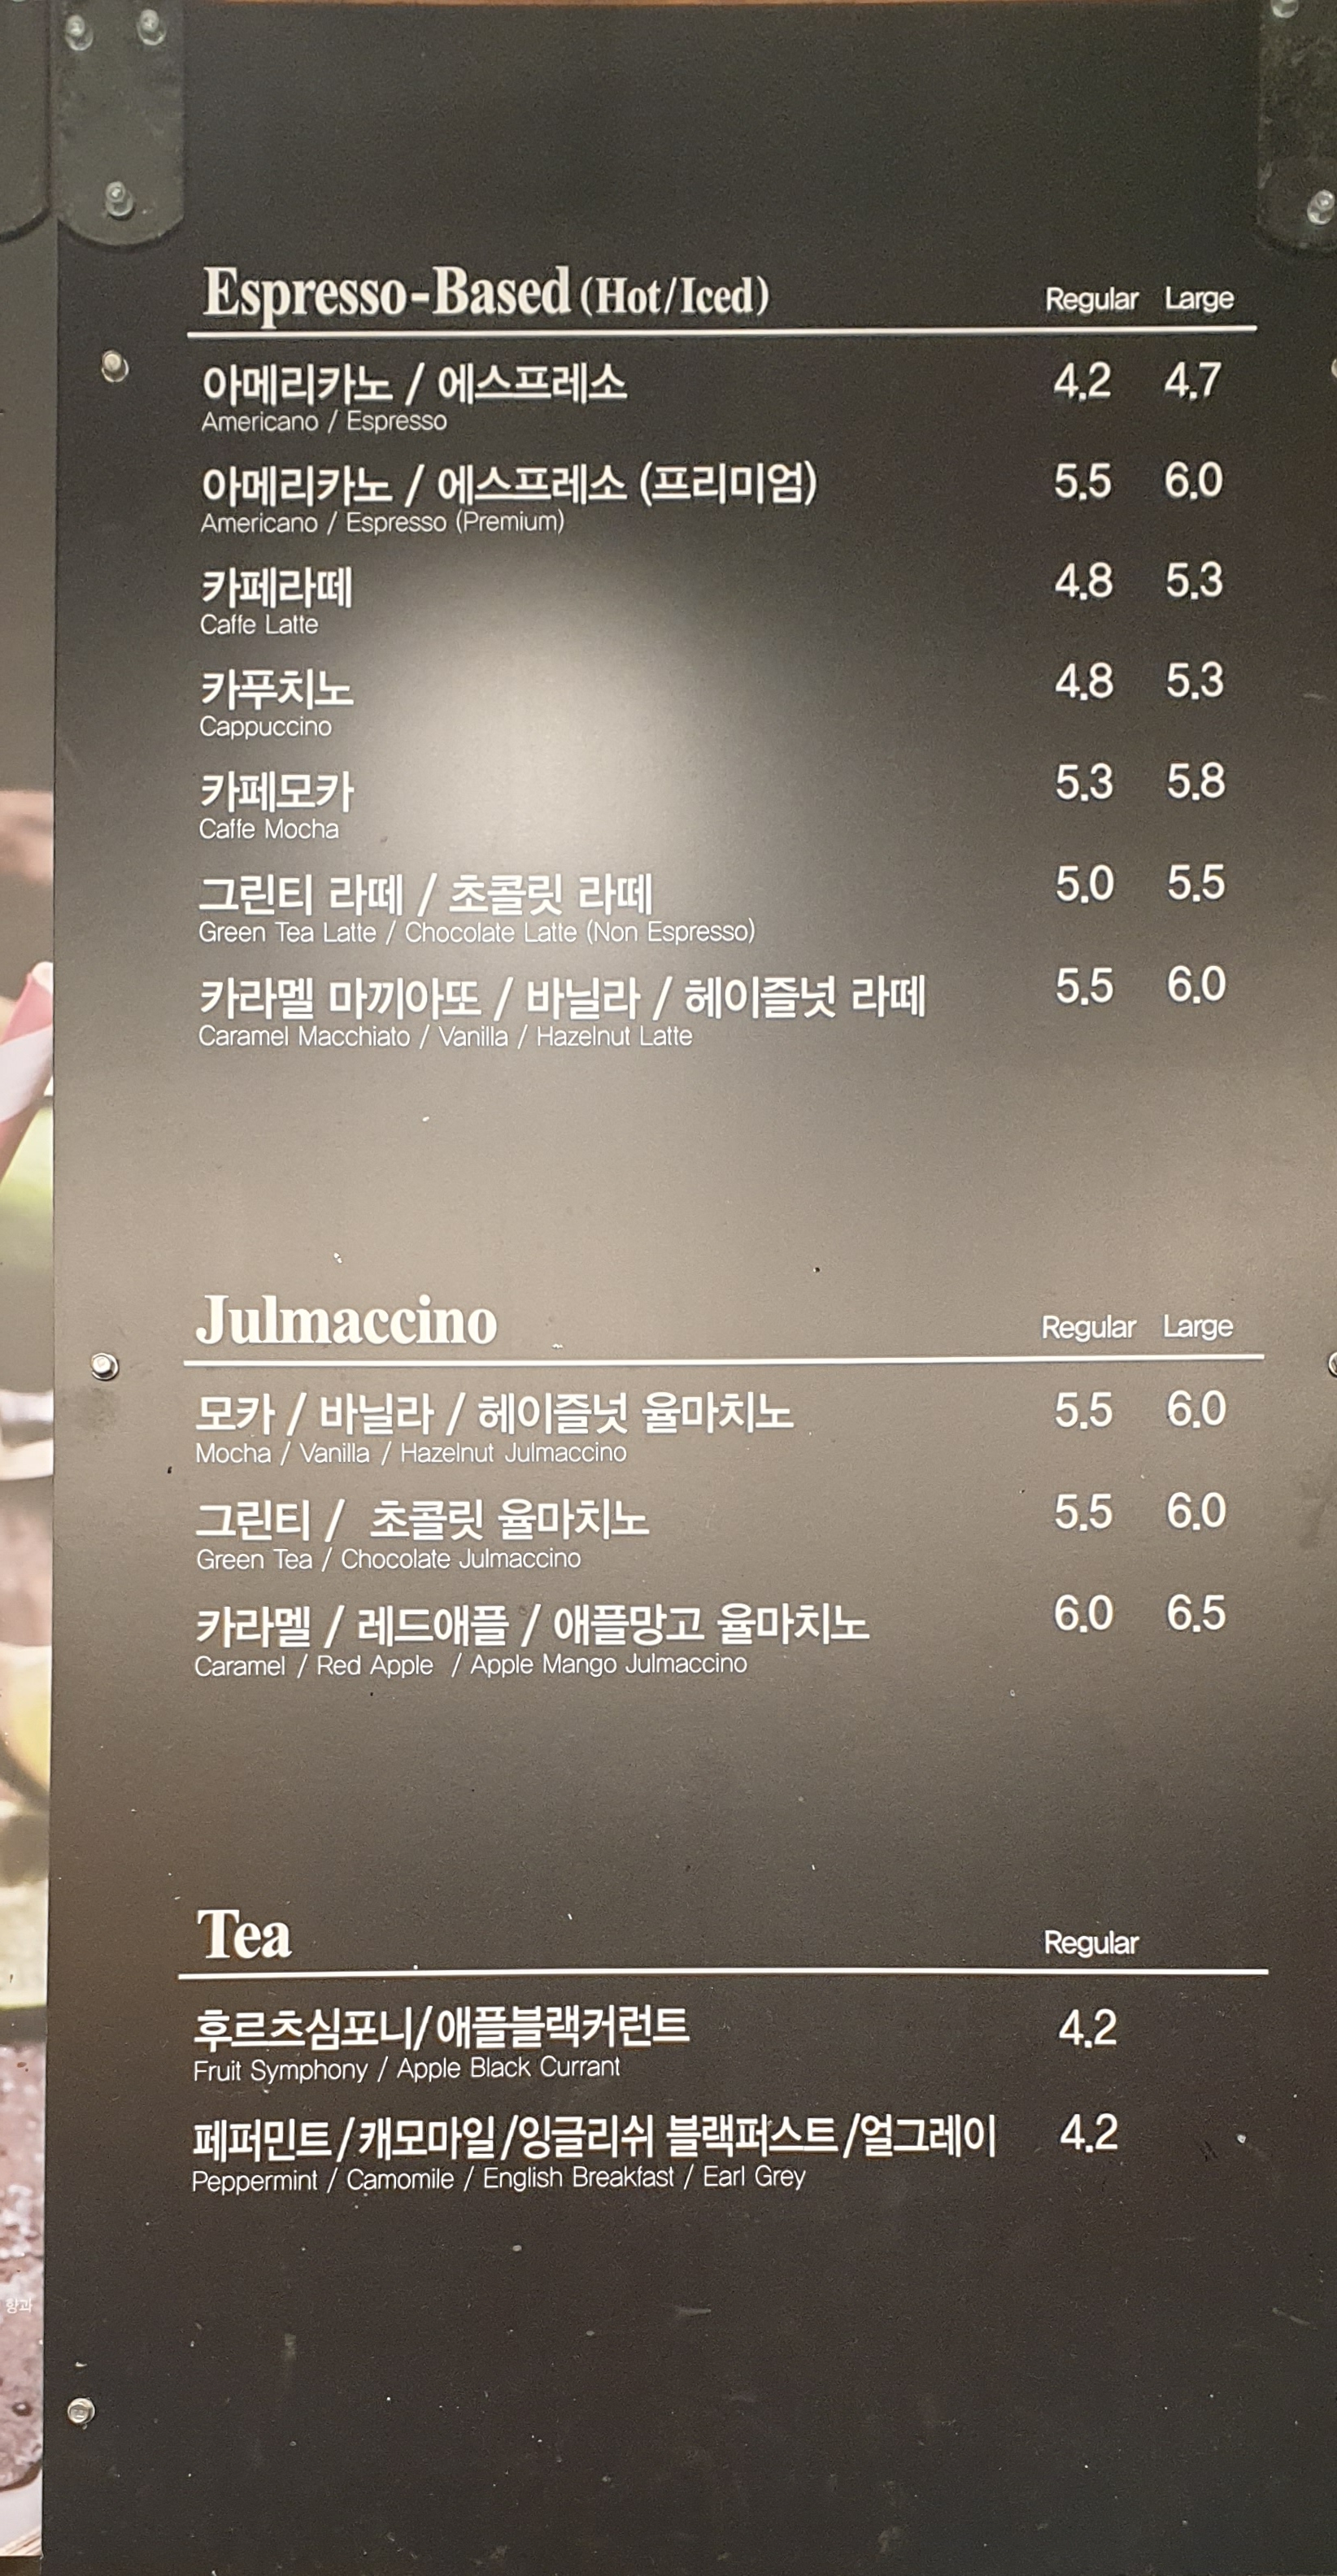 Espresso-Based (Hot/Iced) Regular Large
아메리카노 / 에스프레소 4.2 4.7
Americano / Espresso
아메리카노 / 에스프레소 (프리미엄) 5.5 6.0
Americano / Espresso (Premium)
카페라떼 4.8 5.3
Caffe Latte
카푸치노 4.8 5.3
Cappuccino
카페모카 5.3 5.8
Caffe Mocha
그린티 라떼 / 초콜릿 라떼 5.0 5.5
Green Tea Latte / Chocolate Latte (Non Espresso)
카라멜 마끼아또 / 바닐라 / 헤이즐넛 라떼 5.5 6.0
Caramel Macchiato / Vanilla / Hazelnut Latte
Julmaccino Regular Large
모카 / 바닐라 / 헤이즐넛 율마치노 5.5 6.0
Mocha / Vanilla / Hazelnut Julmaccino
그린티 / 초콜릿 율마치노 5.5 6.0
Green Tea / Chocolate Julmaccino
카라멜 / 레드애플 / 애플망고 율마치노 6.0 6.5
Caramel / Red Apple / Apple Mango Julmaccino
Tea Regular
후르츠심포니/애플블랙커런트 4.2
Fruit Symphony / Apple Black Currant
페퍼민트/캐모마일/잉글리쉬 블랙퍼스트/얼그레이 4.2
Peppermint / Camomile / English Breakfast / Earl Grey
향과